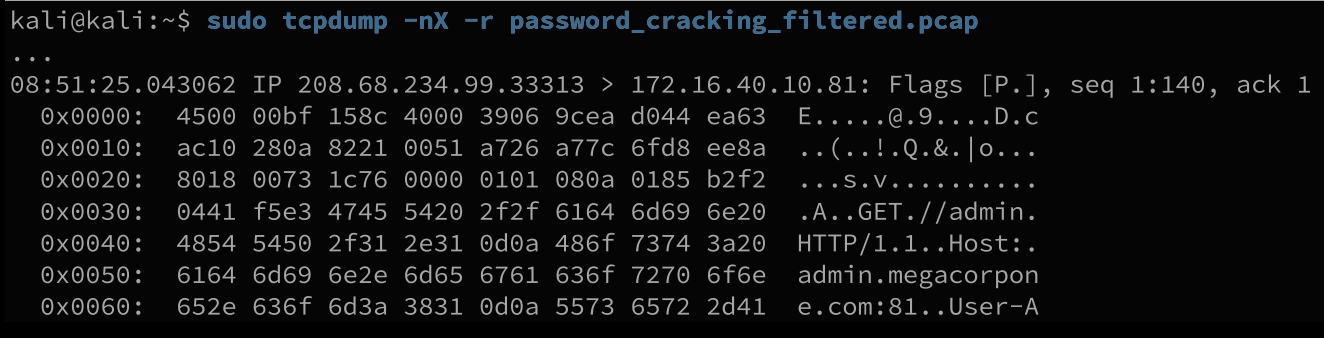 kali@kali:~$ sudo tcpdump -nX -r password_cracking_filtered.pcap
...
08:51:25.043062 IP 208.68.234.99.33313 > 172.16.40.10.81: Flags [P.], seq 1:140, ack 1
0x0000: 4500 00bf 158c 4000 3906 9cea d044 ea63 E.....@.9....D.c
0x0010: ac10 280a 8221 0051 a726 a77c 6fd8 ee8a ..(..!.Q.&.|o...
0x0020: 8018 0073 1c76 0000 0101 080a 0185 b2f2 ...s.v..........
0x0030: 0441 f5e3 4745 5420 2f2f 6164 6d69 6e20 .A..GET.//admin.
0x0040: 4854 5450 2f31 2e31 0d0a 486f 7374 3a20 HTTP/1.1..Host:.
0x0050: 6164 6d69 6e2e 6d65 6761 636f 7270 6f6e admin.megacorpon
0x0060: 652e 636f 6d3a 3831 0d0a 5573 6572 2d41 e.com:81..User-A